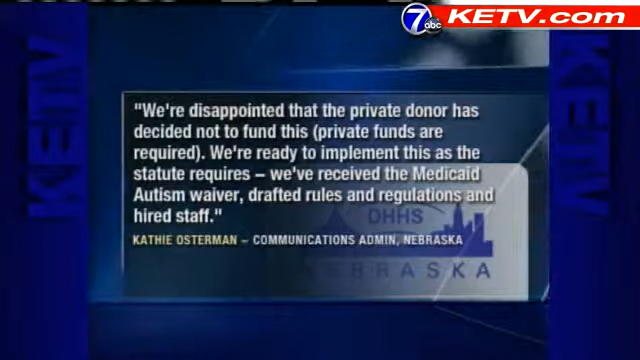 7 abc KETV.com
KETV
KETV
"We're disappointed that the private donor has
decided not to fund this (private funds are
required). We're ready to implement this as the
statute requires – we've received the Medicaid
Autism waiver, drafted rules and regulations and
hired staff."
KATHIE OSTERMAN – COMMUNICATIONS ADMIN, NEBRASKA
DHHS
NEBRASKA